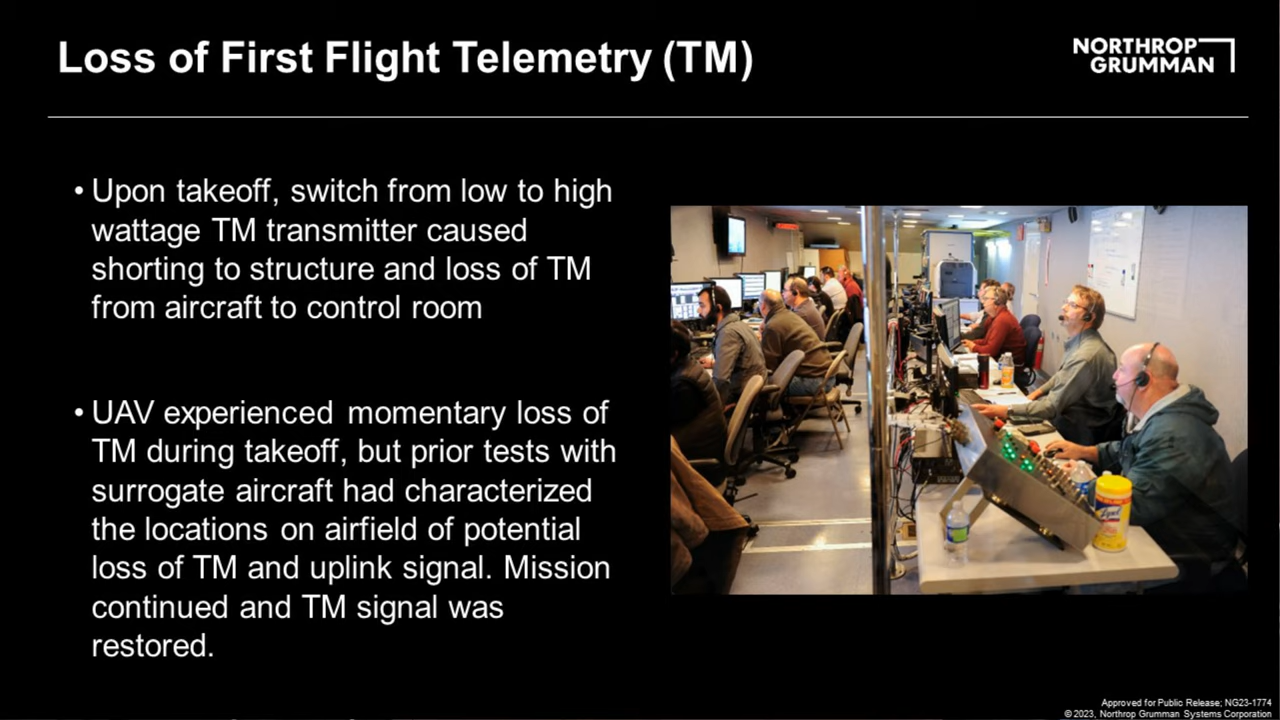 Loss of First Flight Telemetry (TM)
NORTHROP
GRUMMAN
• Upon takeoff, switch from low to high
wattage TM transmitter caused
shorting to structure and loss of TM
from aircraft to control room
• UAV experienced momentary loss of
TM during takeoff, but prior tests with
surrogate aircraft had characterized
the locations on airfield of potential
loss of TM and uplink signal. Mission
continued and TM signal was
restored.
Lysol
Approved for Public Release; NG23-1774
© 2023, Northrop Grumman Systems Corporation